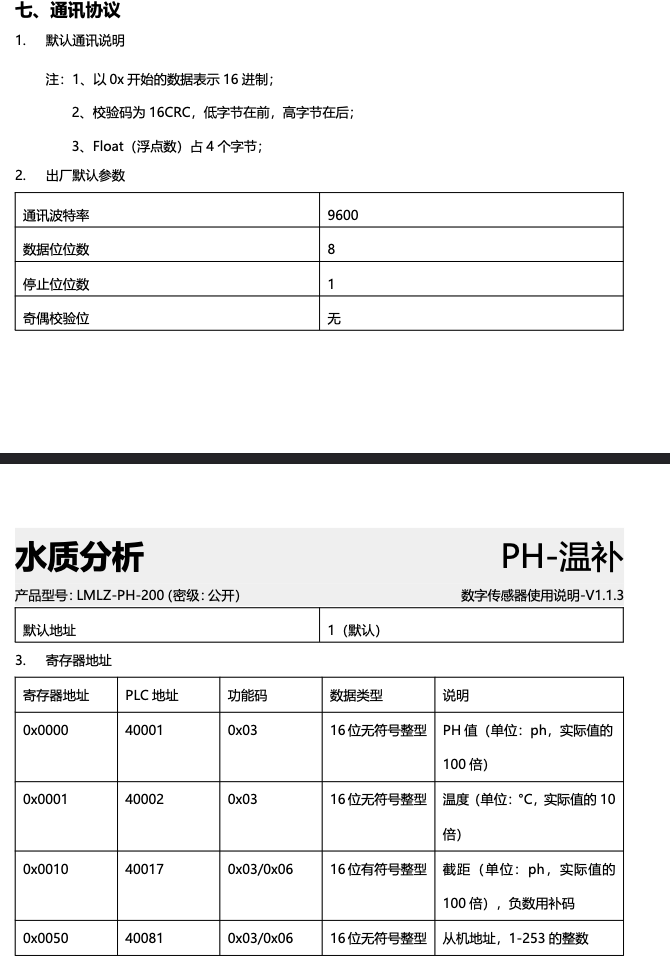 七、通讯协议
1. 默认通讯说明
注：1、以 0x 开始的数据表示 16 进制；
2、校验码为 16CRC，低字节在前，高字节在后；
3、Float（浮点数）占 4 个字节；
2. 出厂默认参数
通讯波特率 9600
数据位位数 8
停止位位数 1
奇偶校验位 无
水质分析 PH-温补
产品型号：LMLZ-PH-200 (密级：公开) 数字传感器使用说明-V1.1.3
默认地址 1（默认）
3. 寄存器地址
寄存器地址 PLC 地址 功能码 数据类型 说明
0x0000 40001 0x03 16 位无符号整型 PH 值（单位：ph，实际值的
100 倍）
0x0001 40002 0x03 16 位无符号整型 温度（单位：℃，实际值的 10
倍）
0x0010 40017 0x03/0x06 16 位有符号整型 截距（单位：ph，实际值的
100 倍），负数用补码
0x0050 40081 0x03/0x06 16 位无符号整型 从机地址，1-253 的整数